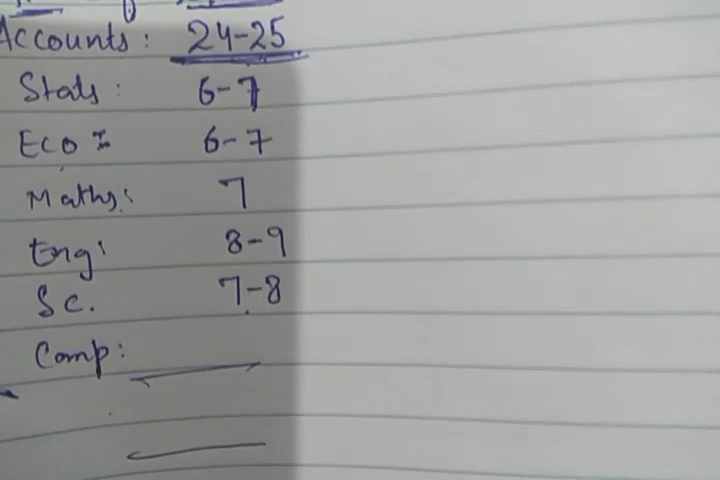 Accounts: 24-25
Stats: 6-7
Eco: 6-7
Maths: 7
Eng: 8-9
Sc. 7-8
Comp: